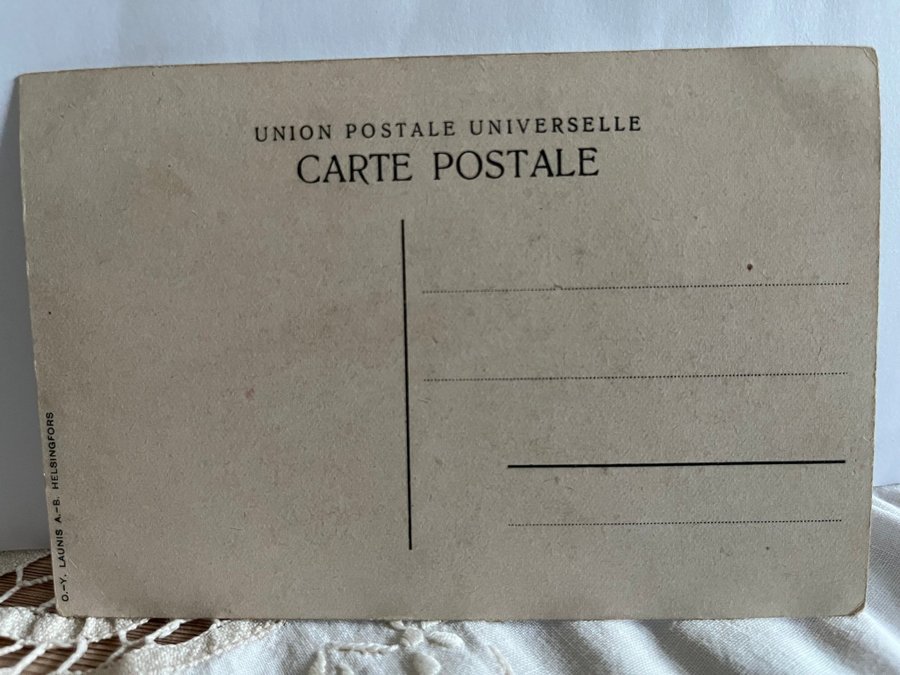 UNION POSTALE UNIVERSELLE
CARTE POSTALE
O.-Y. LAUNIS A.-B. HELSINGFORS